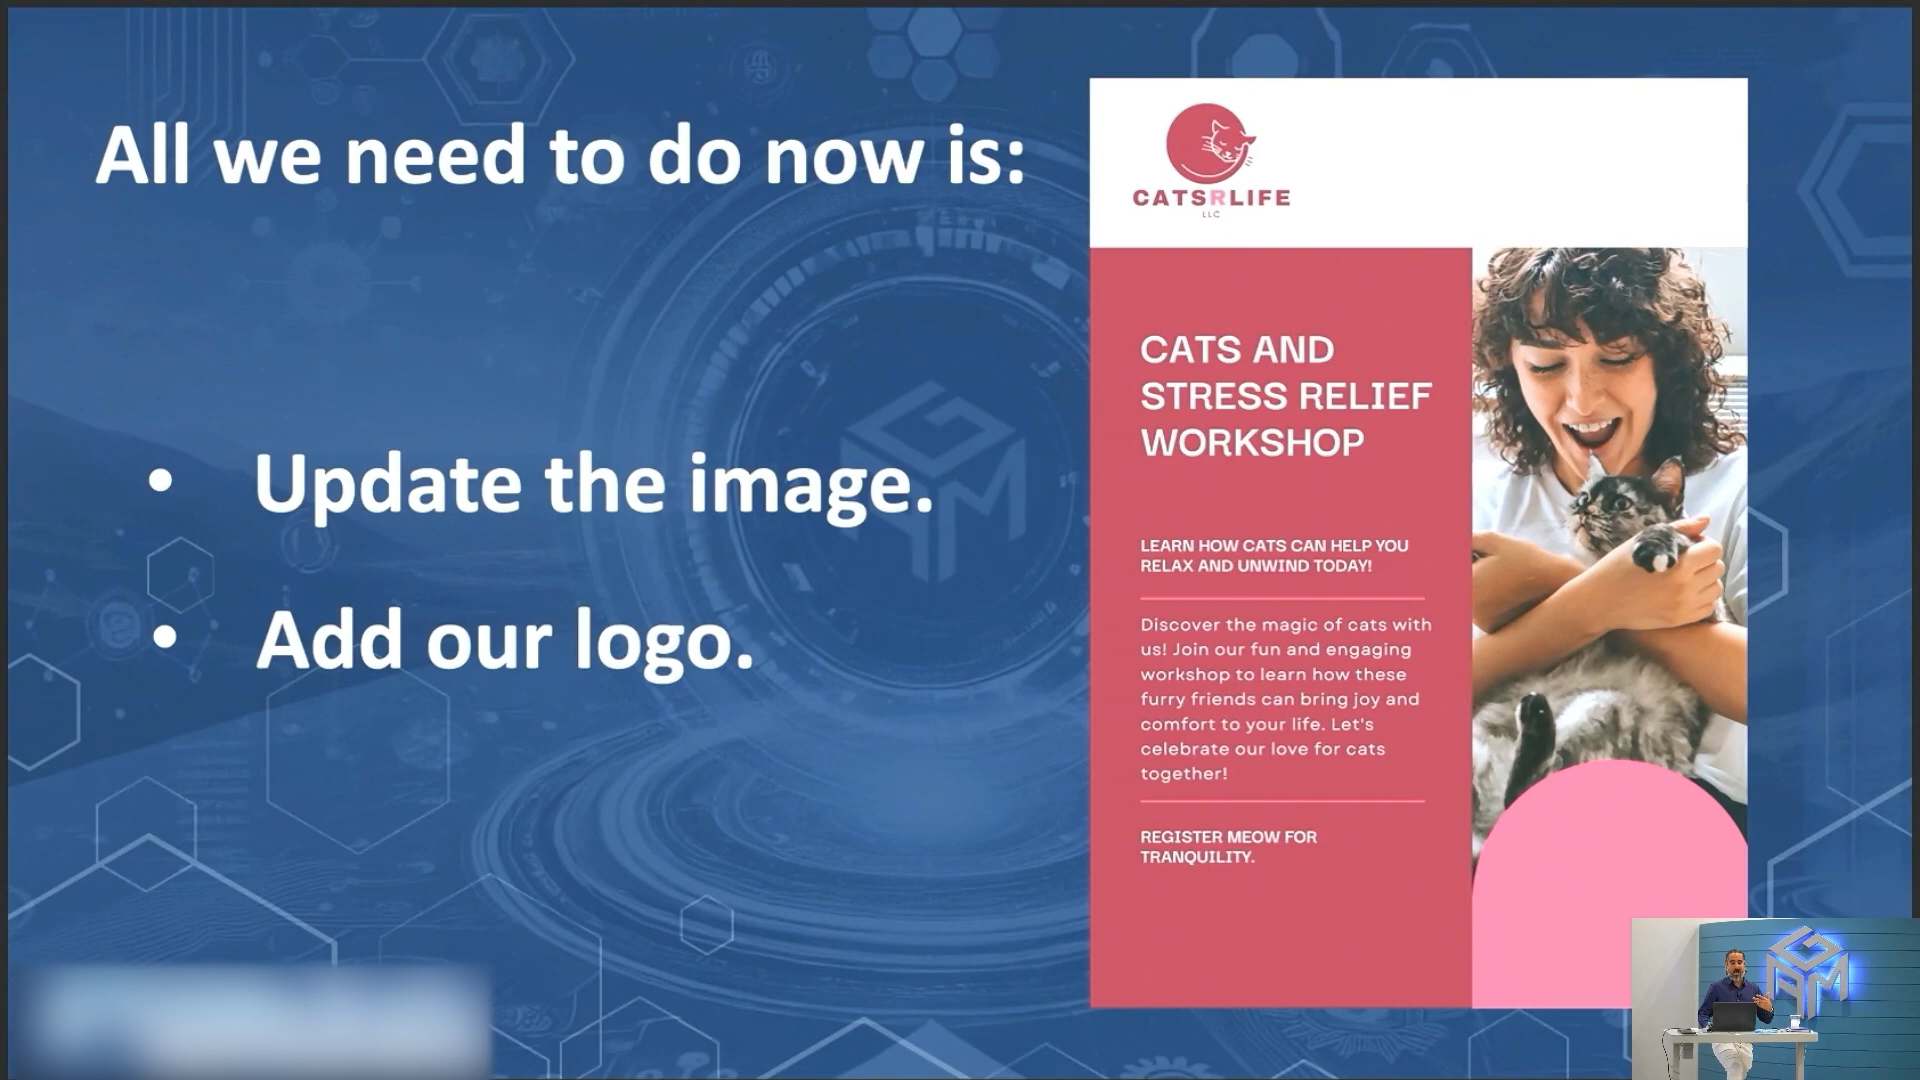 All we need to do now is:
• Update the image.
• Add our logo.
CATSRLIFE
LLC
CATS AND
STRESS RELIEF
WORKSHOP
LEARN HOW CATS CAN HELP YOU
RELAX AND UNWIND TODAY!
Discover the magic of cats with
us! Join our fun and engaging
workshop to learn how these
furry friends can bring joy and
comfort to your life. Let's
celebrate our love for cats
together!
REGISTER MEOW FOR
TRANQUILITY.